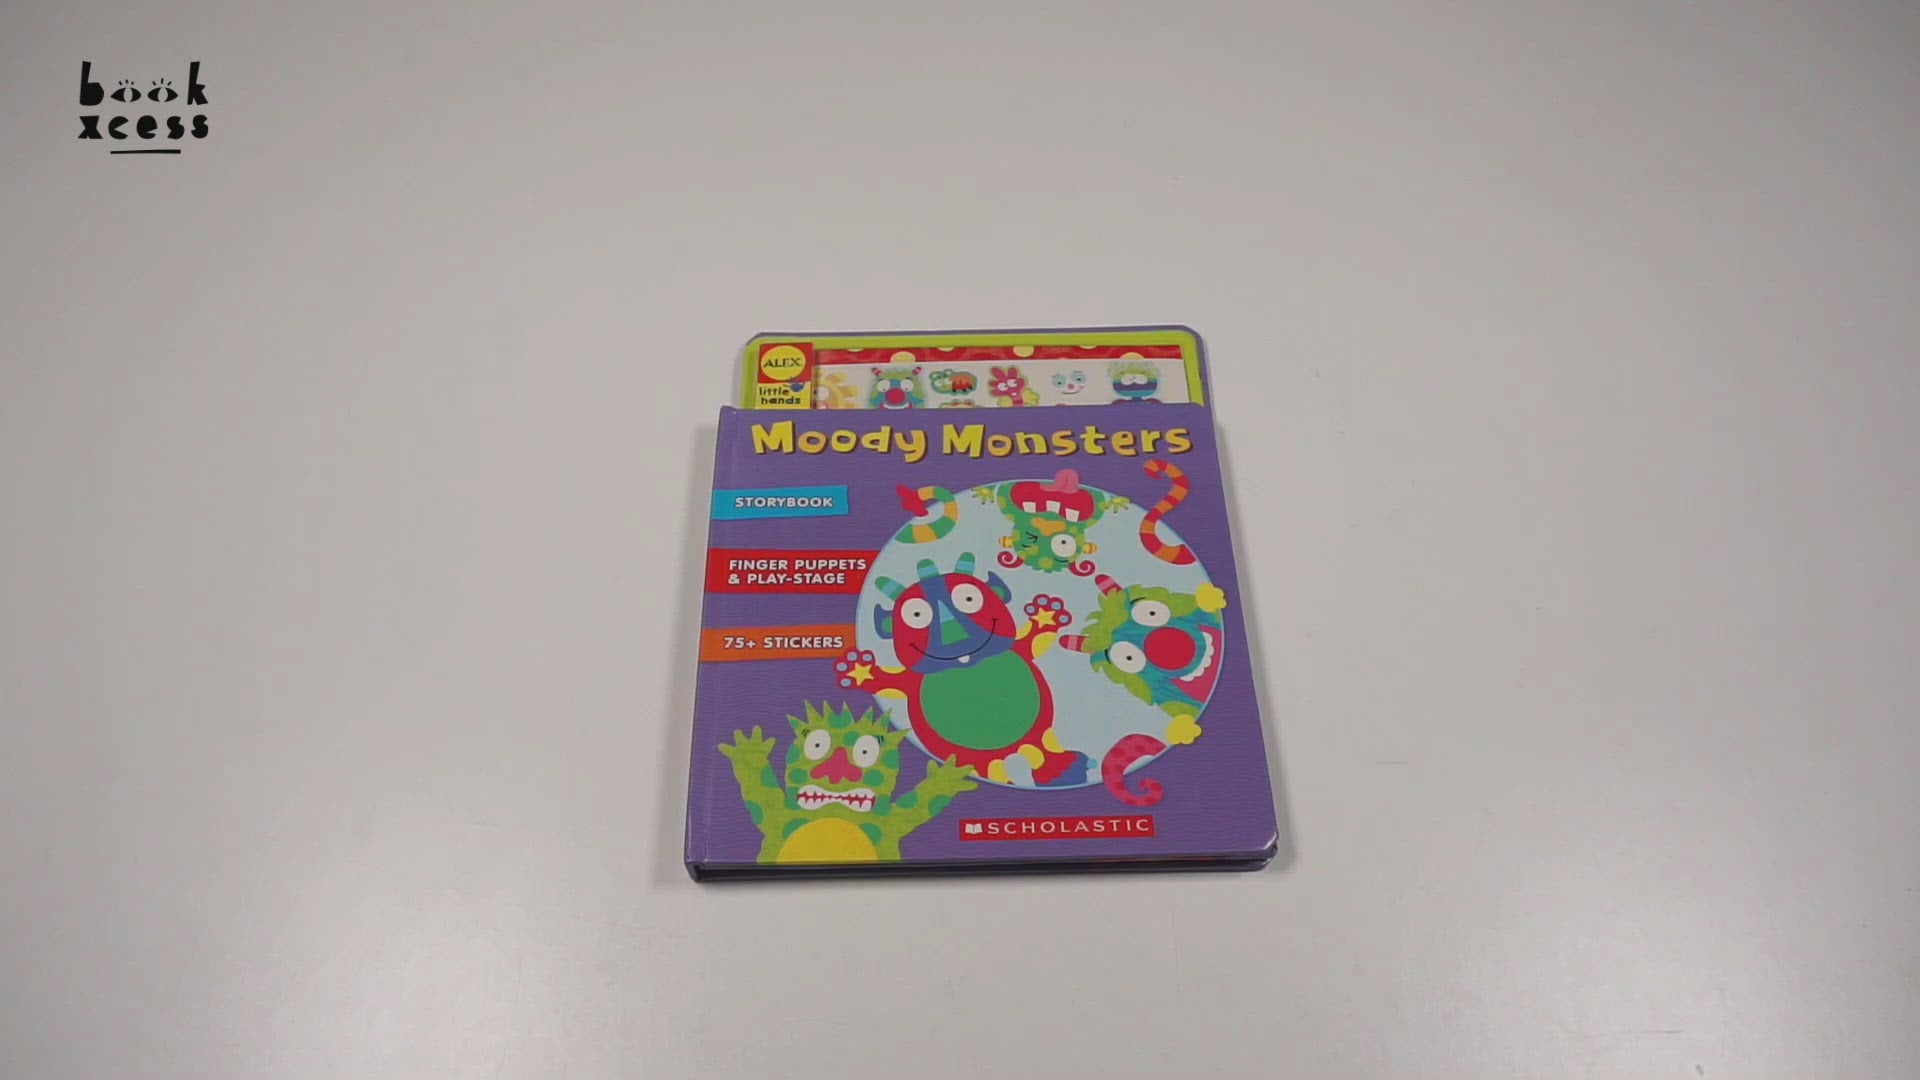 book
xcess
ALEX
little
hands
Moody Monsters
STORYBOOK
FINGER PUPPETS
& PLAY-STAGE
75+ STICKERS
SCHOLASTIC